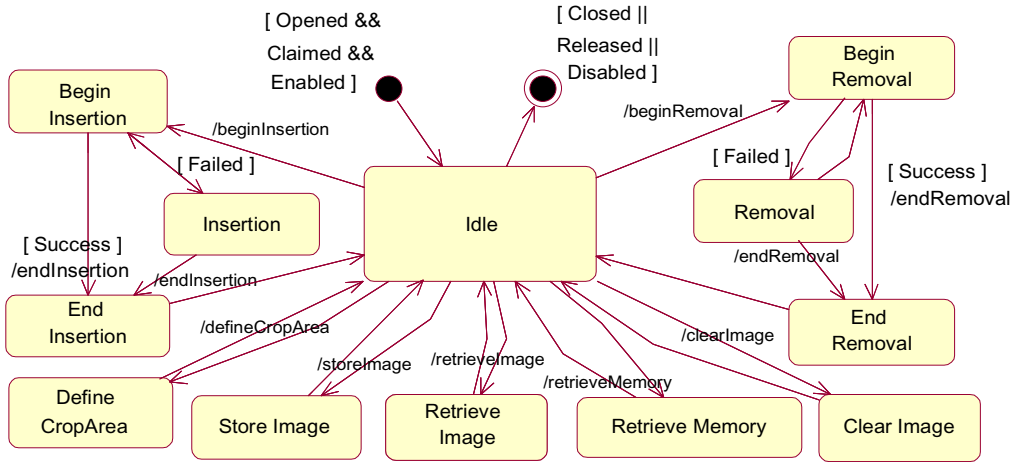 [ Opened &&
Claimed &&
Enabled ]
[ Closed ||
Released ||
Disabled ]
Begin
Insertion
Begin
Removal
/beginInsertion
/beginRemoval
[ Failed ]
[ Failed ]
[ Success ]
/endRemoval
Insertion
Idle
Removal
[ Success ]
/endInsertion
/endInsertion
/endRemoval
End
Insertion
End
Removal
/defineCropArea
/storeImage
/retrieveImage
/retrieveMemory
/clearImage
Define
CropArea
Store Image
Retrieve
Image
Retrieve Memory
Clear Image